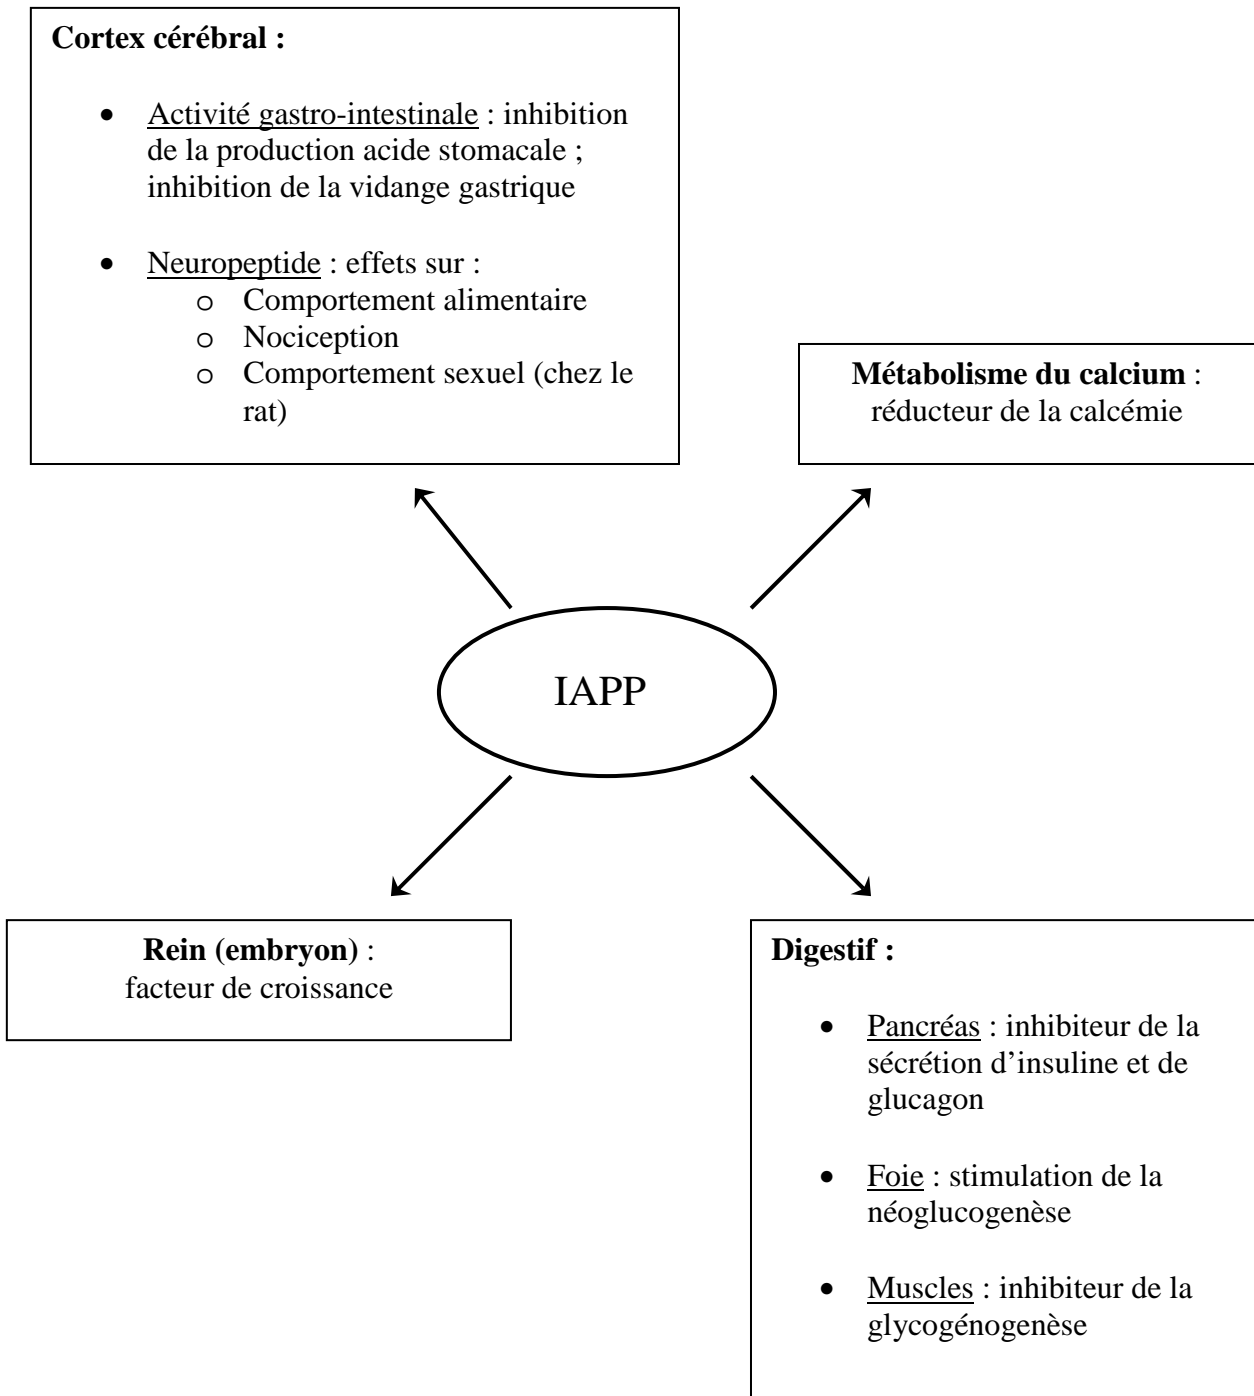 Cortex cérébral :
• Activité gastro-intestinale : inhibition
de la production acide stomacale ;
inhibition de la vidange gastrique
• Neuropeptide : effets sur :
o Comportement alimentaire
o Nociception
o Comportement sexuel (chez le
rat)
Métabolisme du calcium :
réducteur de la calcémie
IAPP
Rein (embryon) :
facteur de croissance
Digestif :
• Pancréas : inhibiteur de la
sécrétion d’insuline et de
glucagon
• Foie : stimulation de la
néoglucogenèse
• Muscles : inhibiteur de la
glycogénogenèse